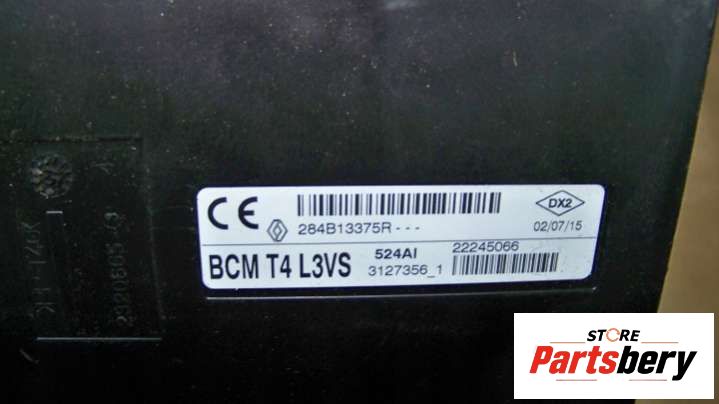 CE
284B13375R - - -
DX2
02/07/15
BCM T4 L3VS
524AI
3127356_1
22245066
STORE
Partsbery